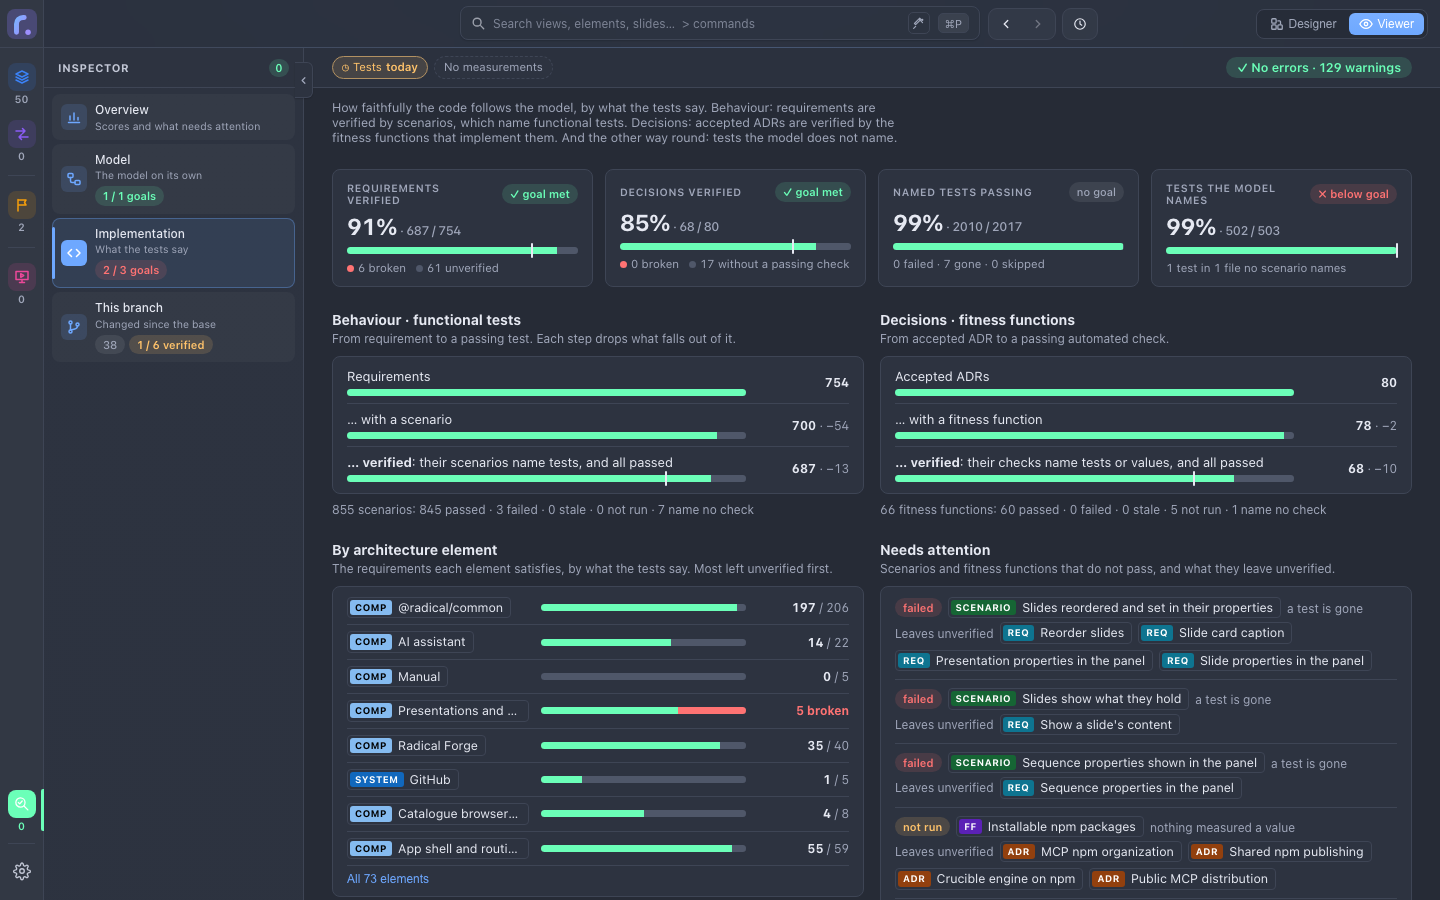 Search views, elements, slides... > commands
⌘P
Designer
Viewer
50
0
2
0
0
INSPECTOR
0
Overview
Scores and what needs attention
Model
The model on its own
1 / 1 goals
Implementation
What the tests say
2 / 3 goals
This branch
Changed since the base
38
1 / 6 verified
Tests today
No measurements
✓ No errors · 129 warnings
How faithfully the code follows the model, by what the tests say. Behaviour: requirements are
verified by scenarios, which name functional tests. Decisions: accepted ADRs are verified by the
fitness functions that implement them. And the other way round: tests the model does not name.
REQUIREMENTS
VERIFIED
✓ goal met
91% · 687 / 754
6 broken
61 unverified
DECISIONS VERIFIED
✓ goal met
85% · 68 / 80
0 broken
17 without a passing check
NAMED TESTS PASSING
no goal
99% · 2010 / 2017
0 failed · 7 gone · 0 skipped
TESTS THE MODEL
NAMES
✕ below goal
99% · 502 / 503
1 test in 1 file no scenario names
Behaviour · functional tests
From requirement to a passing test. Each step drops what falls out of it.
Requirements
754
... with a scenario
700 · −54
... verified: their scenarios name tests, and all passed
687 · −13
855 scenarios: 845 passed · 3 failed · 0 stale · 0 not run · 7 name no check
Decisions · fitness functions
From accepted ADR to a passing automated check.
Accepted ADRs
80
... with a fitness function
78 · −2
... verified: their checks name tests or values, and all passed
68 · −10
66 fitness functions: 60 passed · 0 failed · 0 stale · 5 not run · 1 name no check
By architecture element
The requirements each element satisfies, by what the tests say. Most left unverified first.
COMP @radical/common 197 / 206
COMP AI assistant 14 / 22
COMP Manual 0 / 5
COMP Presentations and ... 5 broken
COMP Radical Forge 35 / 40
SYSTEM GitHub 1 / 5
COMP Catalogue browser... 4 / 8
COMP App shell and routi... 55 / 59
All 73 elements
Needs attention
Scenarios and fitness functions that do not pass, and what they leave unverified.
failed SCENARIO Slides reordered and set in their properties a test is gone
Leaves unverified REQ Reorder slides REQ Slide card caption
REQ Presentation properties in the panel REQ Slide properties in the panel
failed SCENARIO Slides show what they hold a test is gone
Leaves unverified REQ Show a slide's content
failed SCENARIO Sequence properties shown in the panel a test is gone
Leaves unverified REQ Sequence properties in the panel
not run FF Installable npm packages nothing measured a value
Leaves unverified ADR MCP npm organization ADR Shared npm publishing
ADR Crucible engine on npm ADR Public MCP distribution